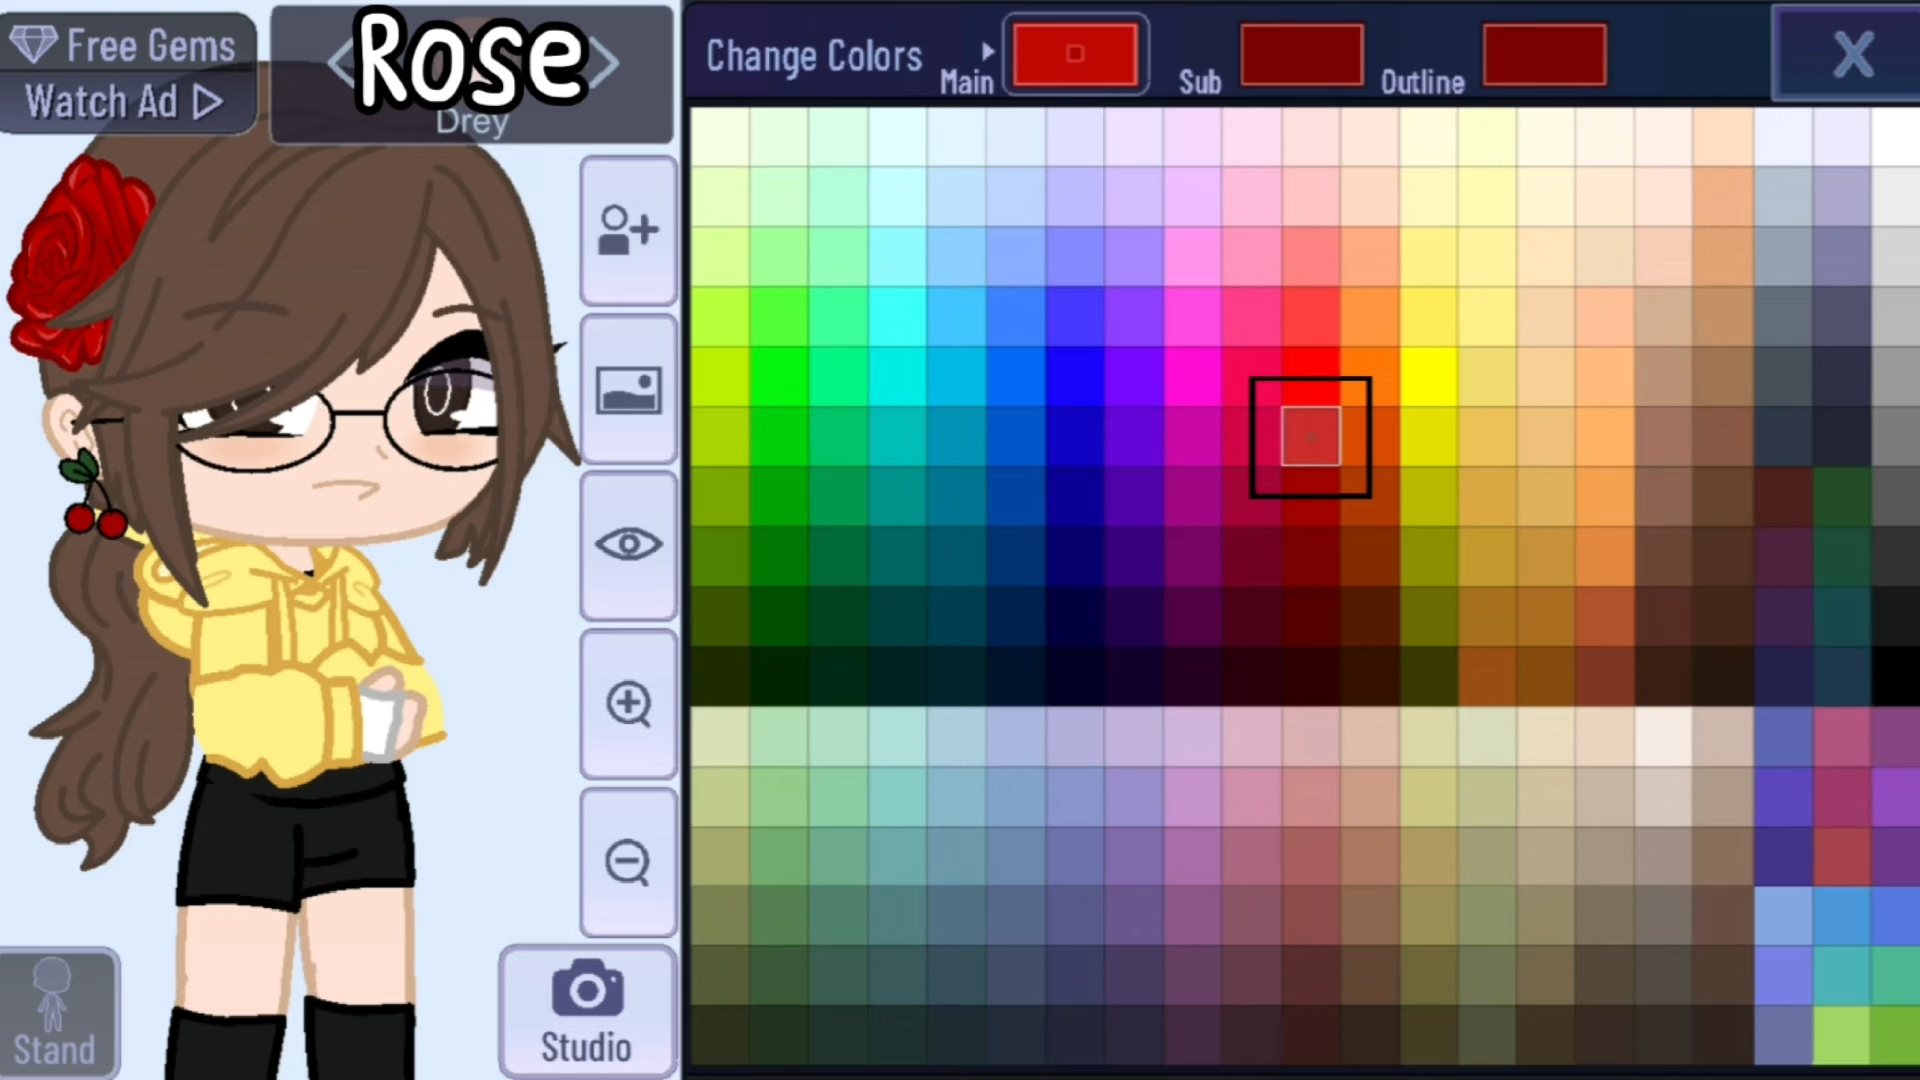 Free Gems
Watch Ad
Rose
Drey
Change Colors
Main
Sub
Outline
X
Stand
Studio